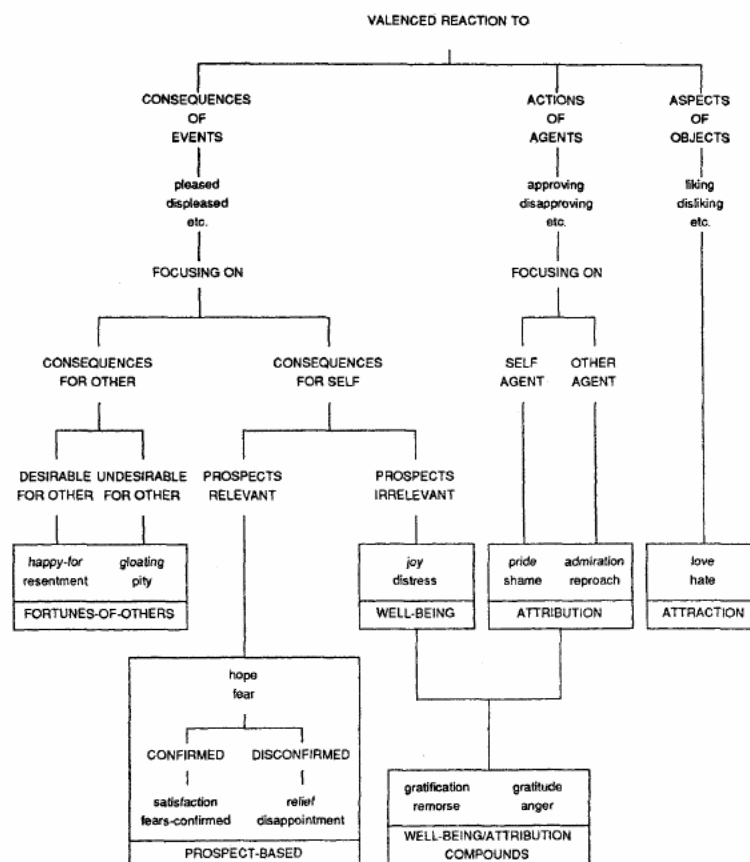 VALENCED REACTION TO
CONSEQUENCES
OF
EVENTS
ACTIONS
OF
AGENTS
ASPECTS
OF
OBJECTS
pleased
displeased
etc.
approving
disapproving
etc.
liking
disliking
etc.
FOCUSING ON
FOCUSING ON
CONSEQUENCES
FOR OTHER
CONSEQUENCES
FOR SELF
SELF
AGENT
OTHER
AGENT
DESIRABLE
FOR OTHER
UNDESIRABLE
FOR OTHER
PROSPECTS
RELEVANT
PROSPECTS
IRRELEVANT
happy-for
resentment
gloating
pity
FORTUNES-OF-OTHERS
joy
distress
WELL-BEING
pride
shame
admiration
reproach
ATTRIBUTION
love
hate
ATTRACTION
hope
fear
CONFIRMED
DISCONFIRMED
satisfaction
fears-confirmed
relief
disappointment
PROSPECT-BASED
gratification
remorse
gratitude
anger
WELL-BEING/ATTRIBUTION
COMPOUNDS